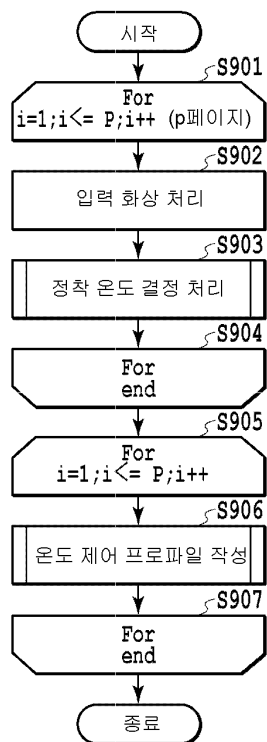 시작
S901
For
i=1;i<= P;i++ (p페이지)
S902
입력 화상 처리
S903
정착 온도 결정 처리
S904
For
end
S905
For
i=1;i<= P;i++
S906
온도 제어 프로파일 작성
S907
For
end
종료